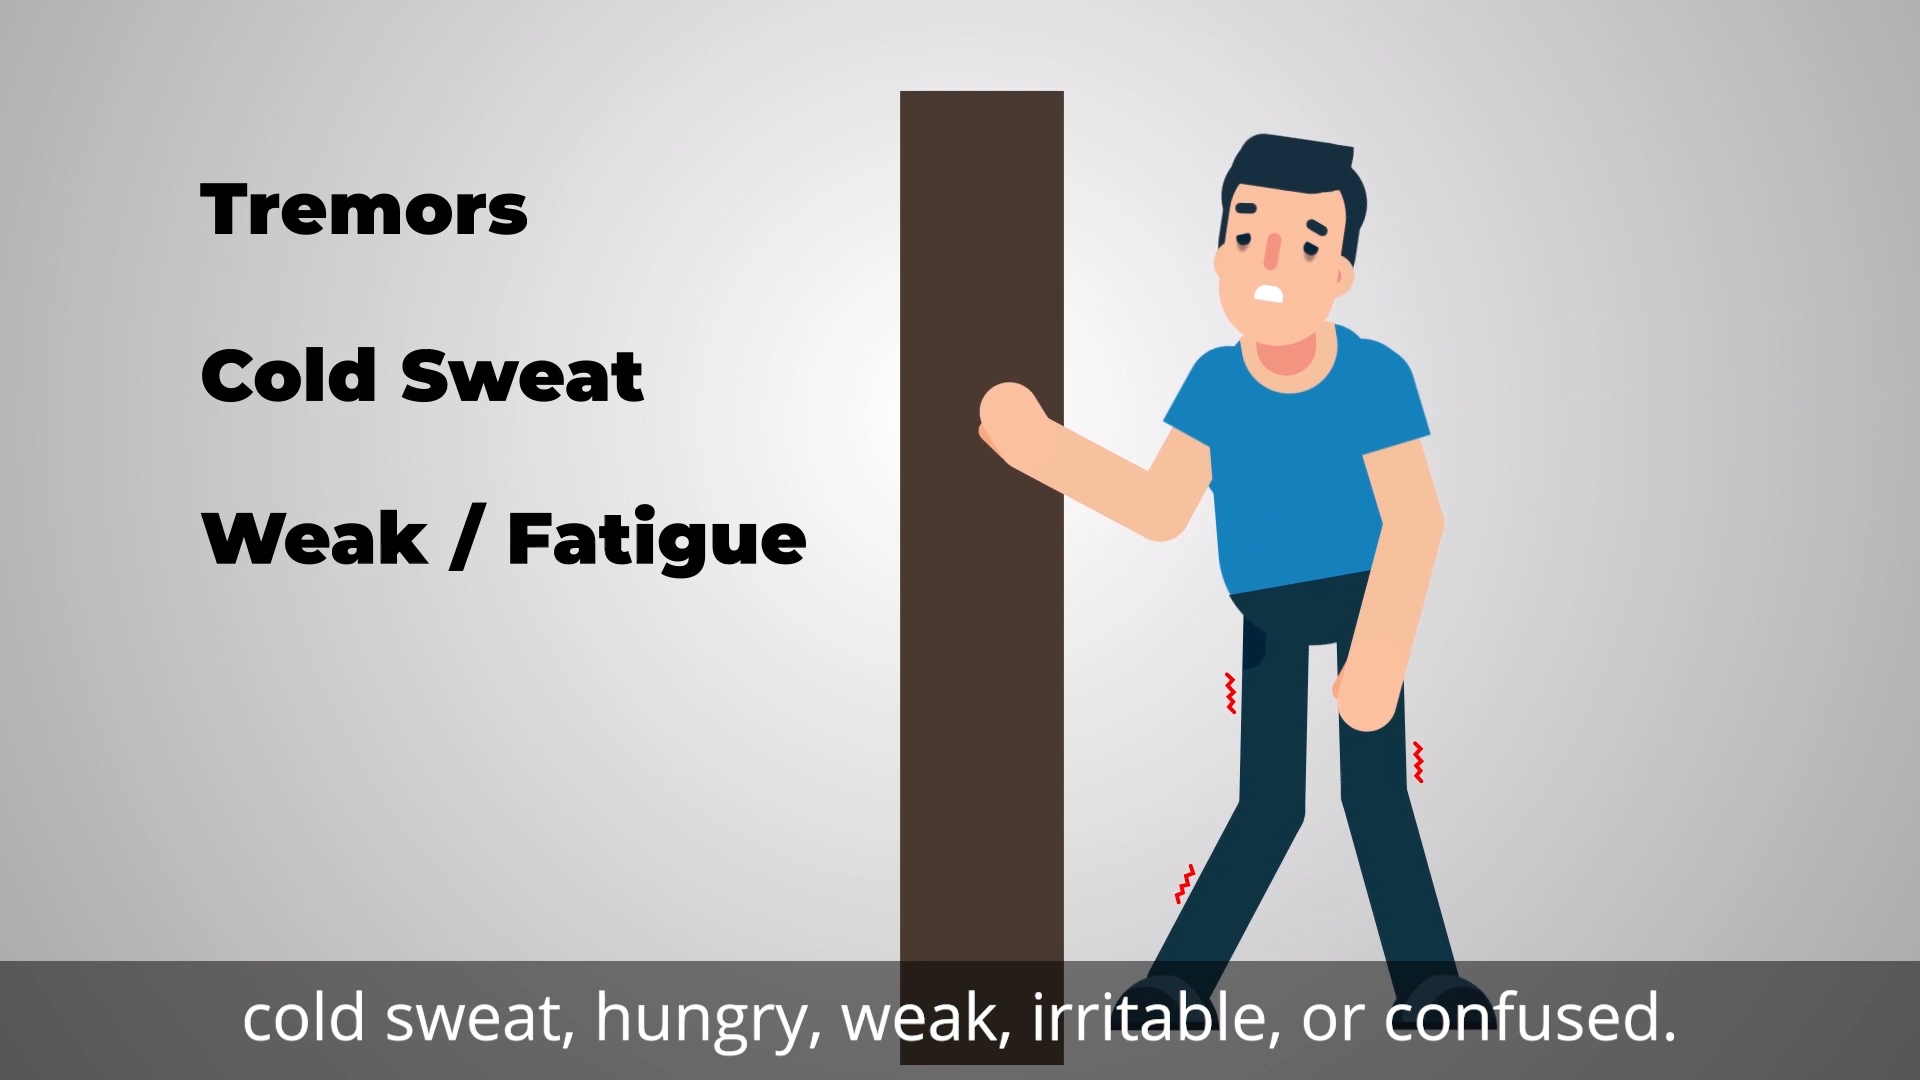 Tremors
Cold Sweat
Weak / Fatigue
cold sweat, hungry, weak, irritable, or confused.